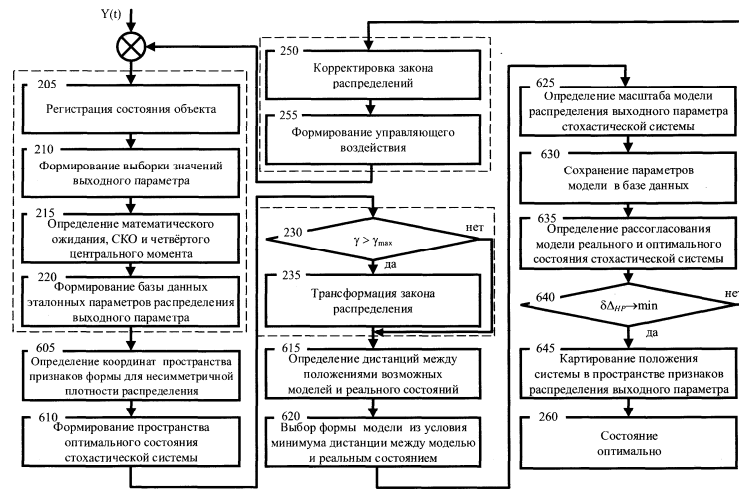 Y(t)
205
Регистрация состояния объекта
210
Формирование выборки значений
выходного параметра
215
Определение математического
ожидания, СКО и четвёртого
центрального момента
220
Формирование базы данных
эталонных параметров распределения
выходного параметра
605
Определение координат пространства
признаков формы для несимметричной
плотности распределения
610
Формирование пространства
оптимального состояния
стохастической системы
250
Корректировка закона
распределений
255
Формирование управляющего
воздействия
230
γ > γmax
нет
да
235
Трансформация закона
распределения
615
Определение дистанций между
положениями возможных
моделей и реального состояний
620
Выбор формы модели из условия
минимума дистанции между моделью
и реальным состоянием
625
Определение масштаба модели
распределения выходного параметра
стохастической системы
630
Сохранение параметров
модели в базе данных
635
Определение рассогласования
модели реального и оптимального
состояния стохастической системы
640
δΔHP→min
нет
да
645
Картирование положения
системы в пространстве признаков
распределения выходного параметра
260
Состояние
оптимально